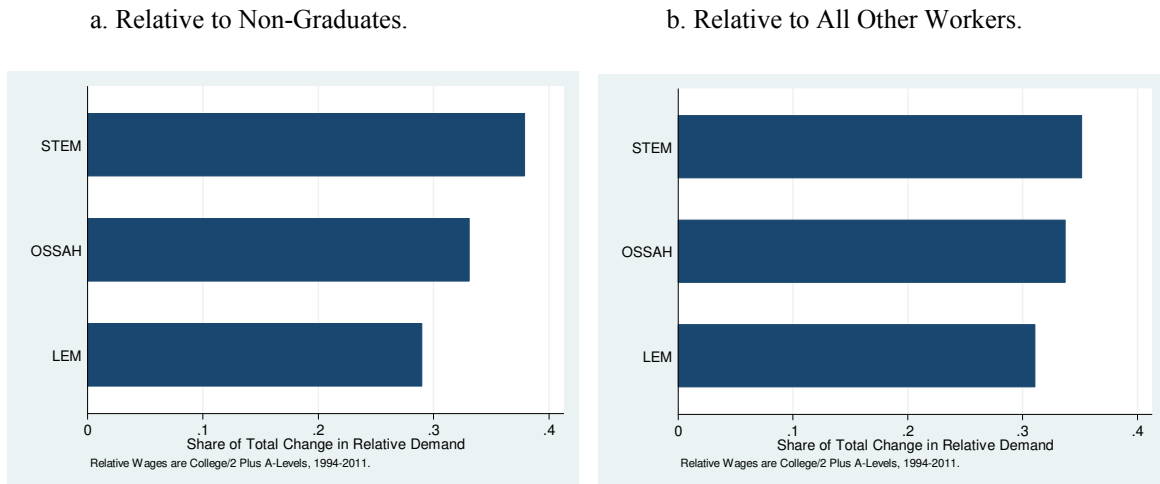 a. Relative to Non-Graduates.
STEM
OSSAH
LEM
0 .1 .2 .3 .4
Share of Total Change in Relative Demand
Relative Wages are College/2 Plus A-Levels, 1994-2011.
b. Relative to All Other Workers.
STEM
OSSAH
LEM
0 .1 .2 .3 .4
Share of Total Change in Relative Demand
Relative Wages are College/2 Plus A-Levels, 1994-2011.